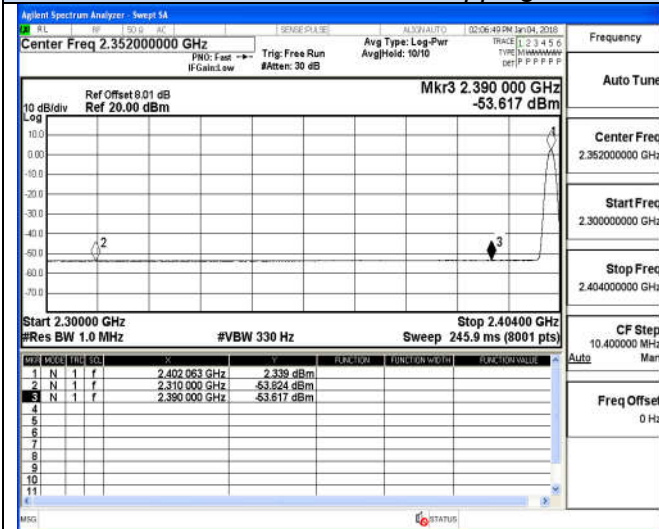 Agilent Spectrum Analyzer - Swept SA
RL RF 50 Ω AC SENSE:PULSE ALIGN AUTO 02:06:49 PM Jan 04, 2018
Center Freq 2.352000000 GHz
PNO: Fast
IFGain:Low
Trig: Free Run
#Atten: 30 dB
Avg Type: Log-Pwr
Avg|Hold: 10/10
TRACE 1 2 3 4 5 6
TYPE MWWWWW
DET P P P P P P
Ref Offset 8.01 dB
10 dB/div Ref 20.00 dBm
Log
Mkr3 2.390 000 GHz
-53.617 dBm
10.0
0.00
-10.0
-20.0
-30.0
-40.0
-50.0
-60.0
-70.0
1
2
3
Start 2.30000 GHz
Stop 2.40400 GHz
#Res BW 1.0 MHz
#VBW 330 Hz
Sweep 245.9 ms (8001 pts)
MKR MODE TRC SCL X Y FUNCTION FUNCTION WIDTH FUNCTION VALUE
1 N 1 f 2.402 063 GHz 2.339 dBm
2 N 1 f 2.310 000 GHz -53.824 dBm
3 N 1 f 2.390 000 GHz -53.617 dBm
4
5
6
7
8
9
10
11
MSG
STATUS
Frequency
Auto Tune
Center Freq
2.352000000 GHz
Start Freq
2.300000000 GHz
Stop Freq
2.404000000 GHz
CF Step
10.400000 MHz
Auto Man
Freq Offset
0 Hz